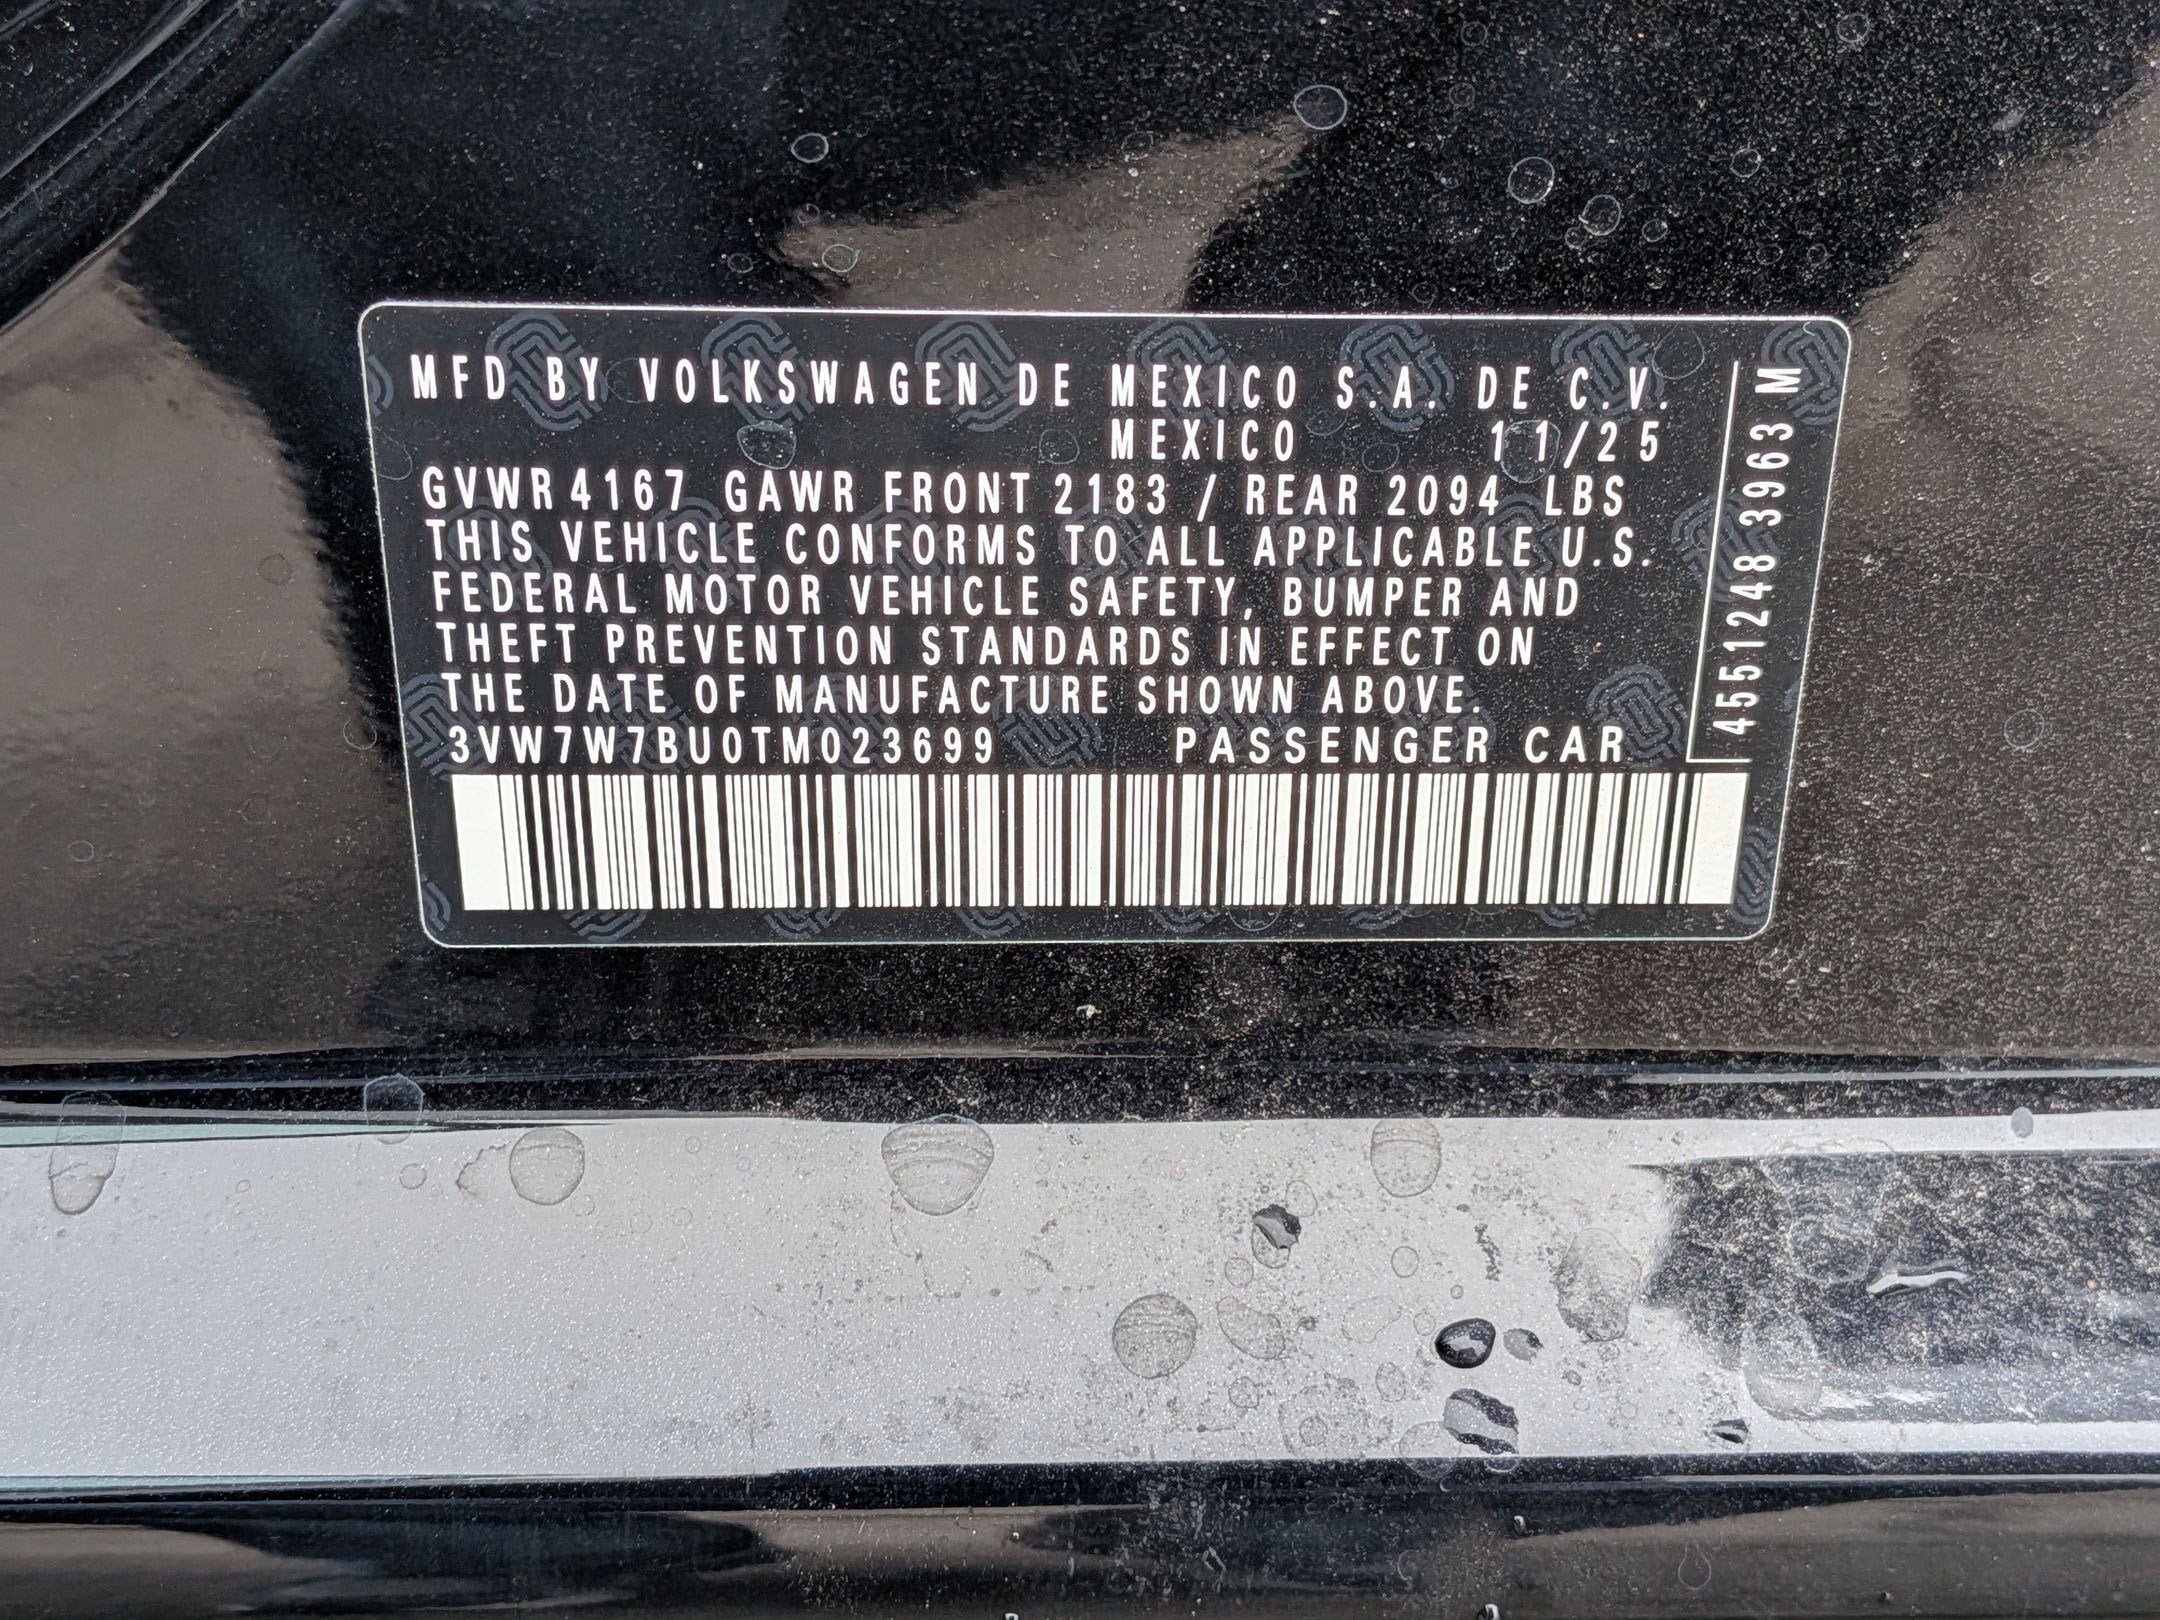 MFD BY VOLKSWAGEN DE MEXICO S.A. DE C.V.
MEXICO 11/25
GVWR 4167 GAWR FRONT 2183 / REAR 2094 LBS
THIS VEHICLE CONFORMS TO ALL APPLICABLE U.S.
FEDERAL MOTOR VEHICLE SAFETY, BUMPER AND
THEFT PREVENTION STANDARDS IN EFFECT ON
THE DATE OF MANUFACTURE SHOWN ABOVE.
3VW7W7BU0TM023699 PASSENGER CAR
4551248 3963 M